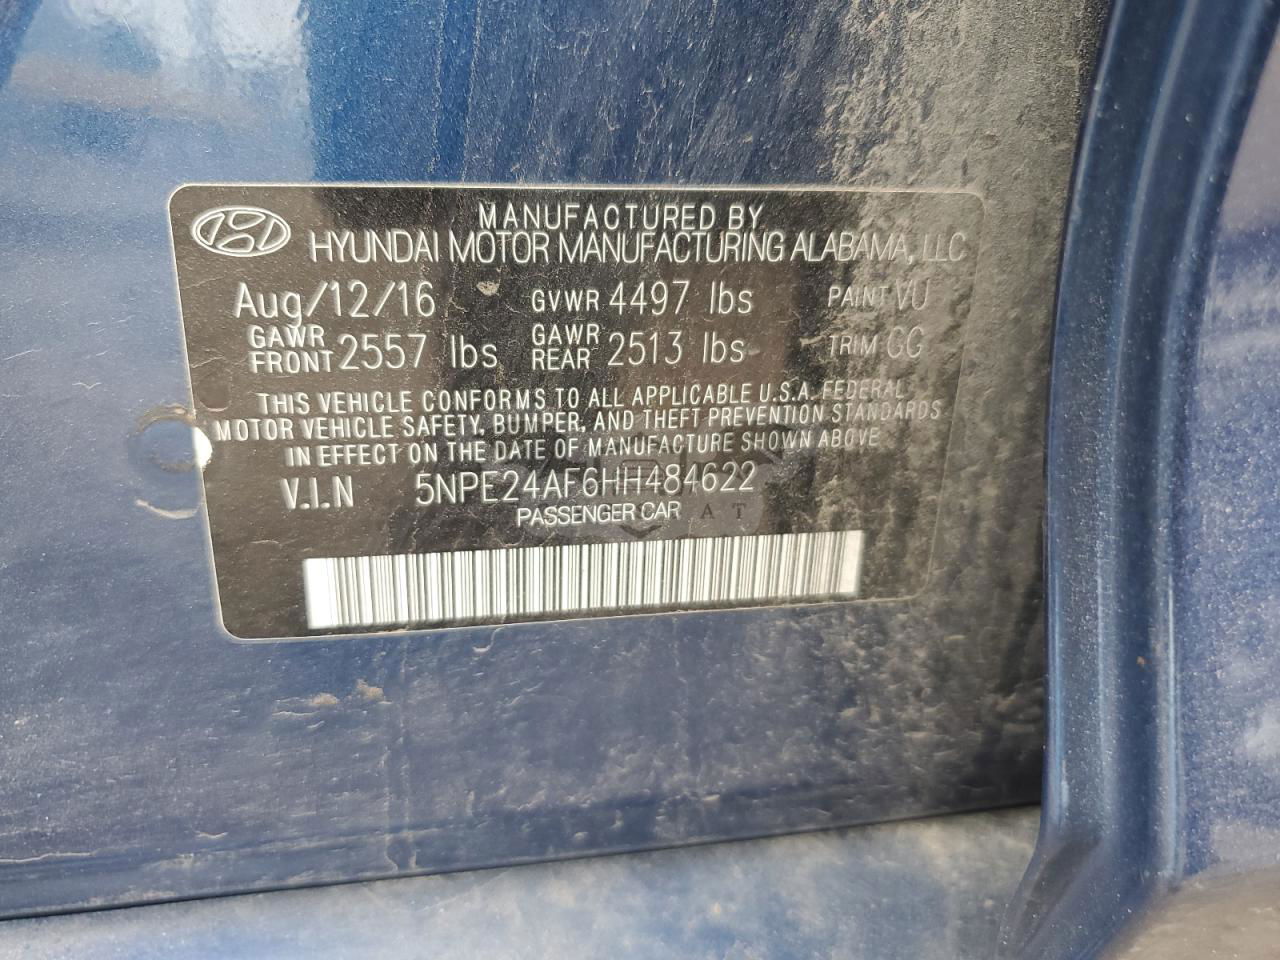 MANUFACTURED BY
HYUNDAI MOTOR MANUFACTURING ALABAMA, LLC
Aug/12/16 GVWR 4497 lbs PAINT VU
GAWR FRONT 2557 lbs GAWR REAR 2513 lbs TRIM GG
THIS VEHICLE CONFORMS TO ALL APPLICABLE U.S.A. FEDERAL
MOTOR VEHICLE SAFETY, BUMPER, AND THEFT PREVENTION STANDARDS
IN EFFECT ON THE DATE OF MANUFACTURE SHOWN ABOVE
V.I.N 5NPE24AF6HH484622
PASSENGER CAR